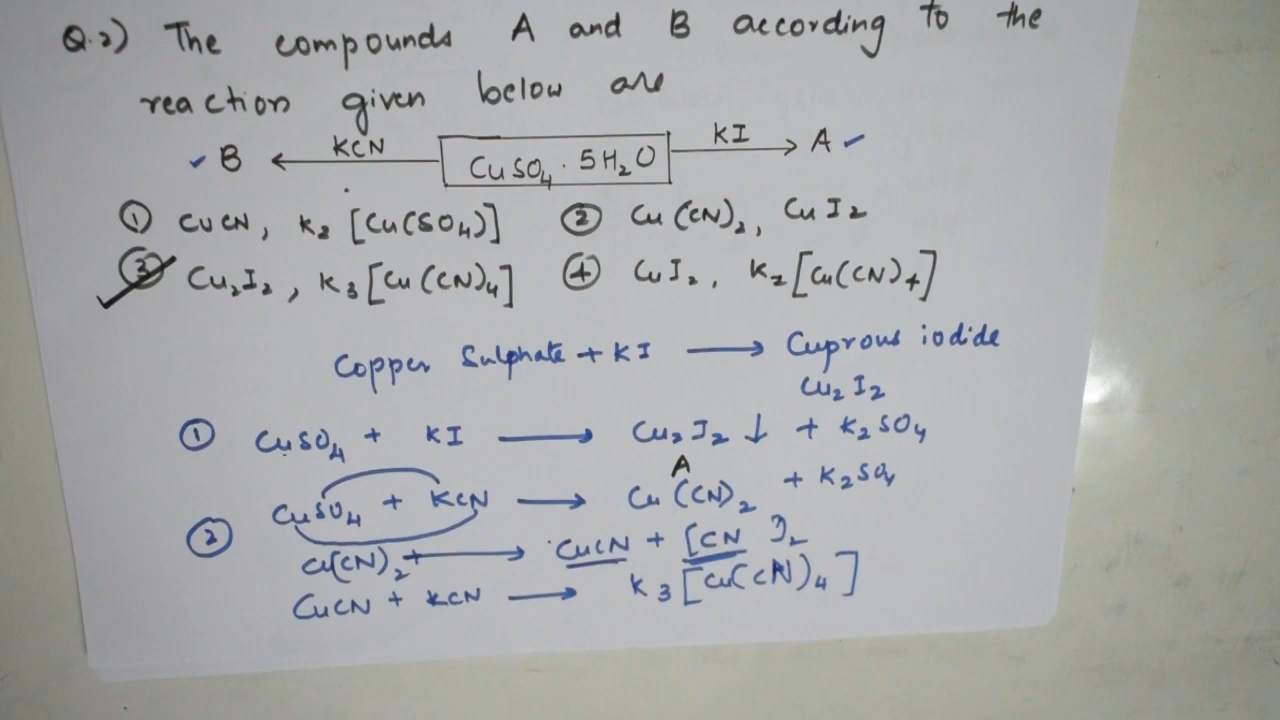 Q.2) The compounds A and B according to the
reaction given below are
✓ B ← KCN [CuSO₄ · 5H₂O] KI → A ✓
① CuCN, K₂ [Cu(SO₄)] ② Cu(CN)₂, CuI₂
③ Cu₂I₂, K₃[Cu(CN)₄] ④ CuI₂, K₂[Cu(CN)₄]
Copper Sulphate + KI → Cuprous iodide
Cu₂I₂
① CuSO₄ + KI → Cu₂I₂ ↓ + K₂SO₄
A
② CuSO₄ + KCN → Cu(CN)₂ + K₂SO₄
Cu(CN)₂ → CuCN + [CN]₂
CuCN + KCN → K₃[Cu(CN)₄]